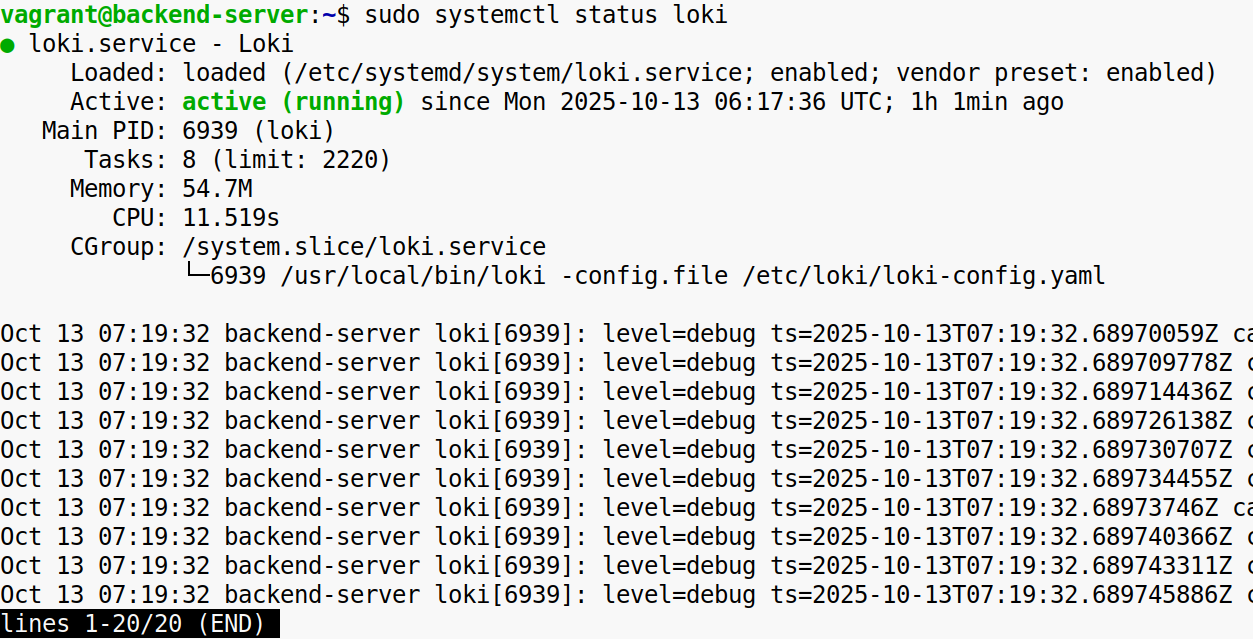 vagrant@backend-server:~$ sudo systemctl status loki
● loki.service - Loki
     Loaded: loaded (/etc/systemd/system/loki.service; enabled; vendor preset: enabled)
     Active: active (running) since Mon 2025-10-13 06:17:36 UTC; 1h 1min ago
   Main PID: 6939 (loki)
      Tasks: 8 (limit: 2220)
     Memory: 54.7M
        CPU: 11.519s
     CGroup: /system.slice/loki.service
             └─6939 /usr/local/bin/loki -config.file /etc/loki/loki-config.yaml

Oct 13 07:19:32 backend-server loki[6939]: level=debug ts=2025-10-13T07:19:32.68970059Z ca
Oct 13 07:19:32 backend-server loki[6939]: level=debug ts=2025-10-13T07:19:32.689709778Z c
Oct 13 07:19:32 backend-server loki[6939]: level=debug ts=2025-10-13T07:19:32.689714436Z c
Oct 13 07:19:32 backend-server loki[6939]: level=debug ts=2025-10-13T07:19:32.689726138Z c
Oct 13 07:19:32 backend-server loki[6939]: level=debug ts=2025-10-13T07:19:32.689730707Z c
Oct 13 07:19:32 backend-server loki[6939]: level=debug ts=2025-10-13T07:19:32.689734455Z c
Oct 13 07:19:32 backend-server loki[6939]: level=debug ts=2025-10-13T07:19:32.68973746Z ca
Oct 13 07:19:32 backend-server loki[6939]: level=debug ts=2025-10-13T07:19:32.689740366Z c
Oct 13 07:19:32 backend-server loki[6939]: level=debug ts=2025-10-13T07:19:32.689743311Z c
Oct 13 07:19:32 backend-server loki[6939]: level=debug ts=2025-10-13T07:19:32.689745886Z c
lines 1-20/20 (END)